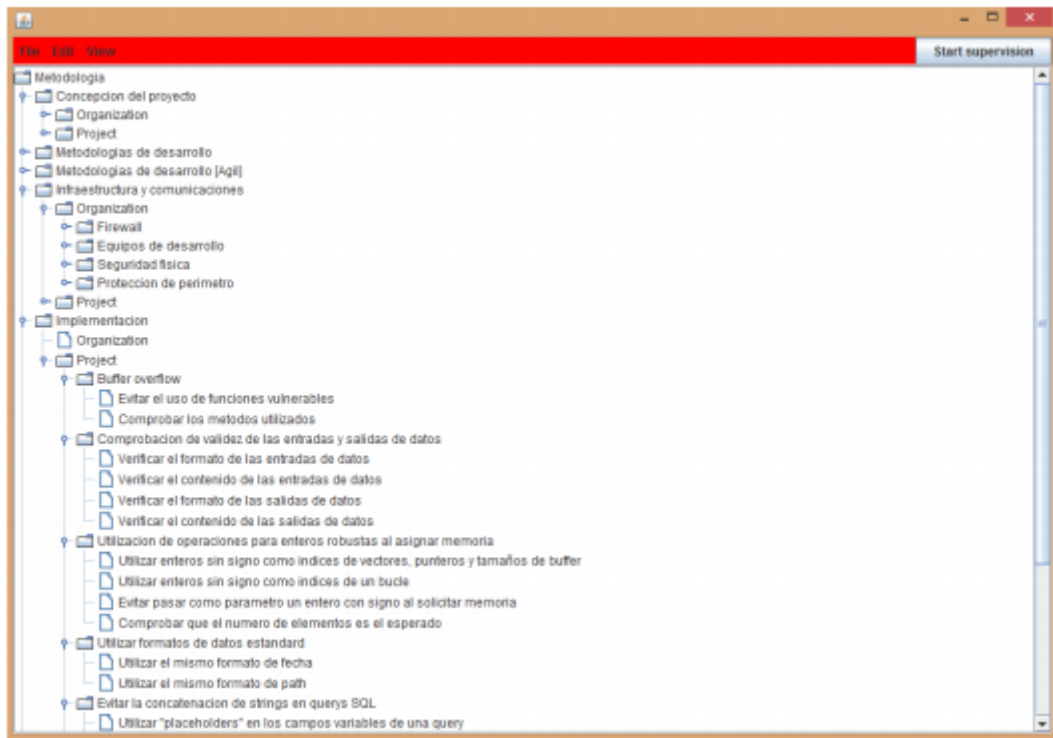 File Edit View Start supervision
Metodologia
Concepcion del proyecto
Organization
Project
Metodologias de desarrollo
Metodologias de desarrollo [Agil]
Infraestructura y comunicaciones
Organization
Firewall
Equipos de desarrollo
Seguridad fisica
Proteccion de perimetro
Project
Implementacion
Organization
Project
Buffer overflow
Evitar el uso de funciones vulnerables
Comprobar los metodos utilizados
Comprobacion de validez de las entradas y salidas de datos
Verificar el formato de las entradas de datos
Verificar el contenido de las entradas de datos
Verificar el formato de las salidas de datos
Verificar el contenido de las salidas de datos
Utilizacion de operaciones para enteros robustas al asignar memoria
Utilizar enteros sin signo como indices de vectores, punteros y tamaños de buffer
Utilizar enteros sin signo como indices de un bucle
Evitar pasar como parametro un entero con signo al solicitar memoria
Comprobar que el numero de elementos es el esperado
Utilizar formatos de datos estandard
Utilizar el mismo formato de fecha
Utilizar el mismo formato de path
Evitar la concatenacion de strings en querys SQL
Utilizar "placeholders" en los campos variables de una query